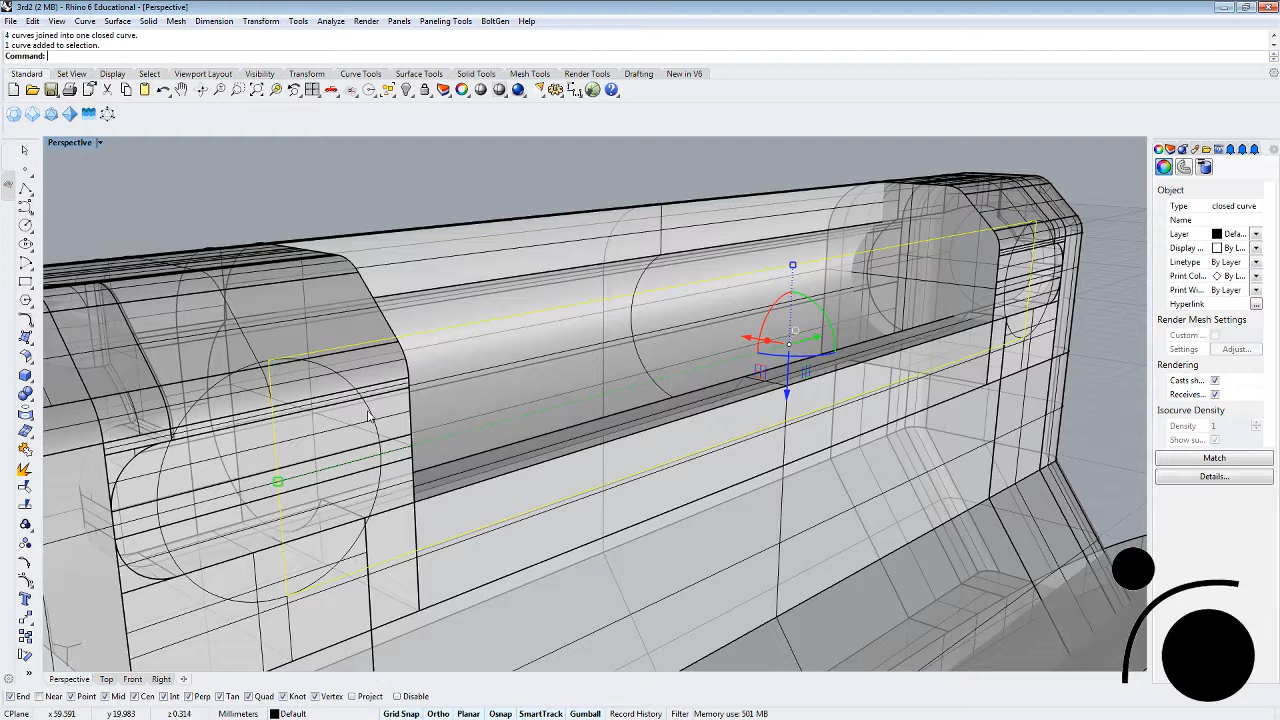 3rd2 (2 MB) - Rhino 6 Educational - [Perspective]
File Edit View Curve Surface Solid Mesh Dimension Transform Tools Analyze Render Panels Paneling Tools BoltGen Help
4 curves joined into one closed curve.
1 curve added to selection.
Command:
Standard Set View Display Select Viewport Layout Visibility Transform Curve Tools Surface Tools Solid Tools Mesh Tools Render Tools Drafting New in V6
Perspective
Object
Type closed curve
Name
Layer Defa...
Display ... By L...
Linetype By L...
Print Col... By L...
Print Wi... By L...
Hyperlink ...
Render Mesh Settings
Custom ...
Settings Adjust...
Rendering
Casts sh...
Receives...
Isocurve Density
Density 1
Show su...
Match
Details...
Perspective Top Front Right
End Near Point Mid Cen Int Perp Tan Quad Knot Vertex Project Disable
CPlane x 59.591 y 19.983 z 0.314 Millimeters Default Grid Snap Ortho Planar Osnap SmartTrack Gumball Record History Filter Memory use: 501 MB